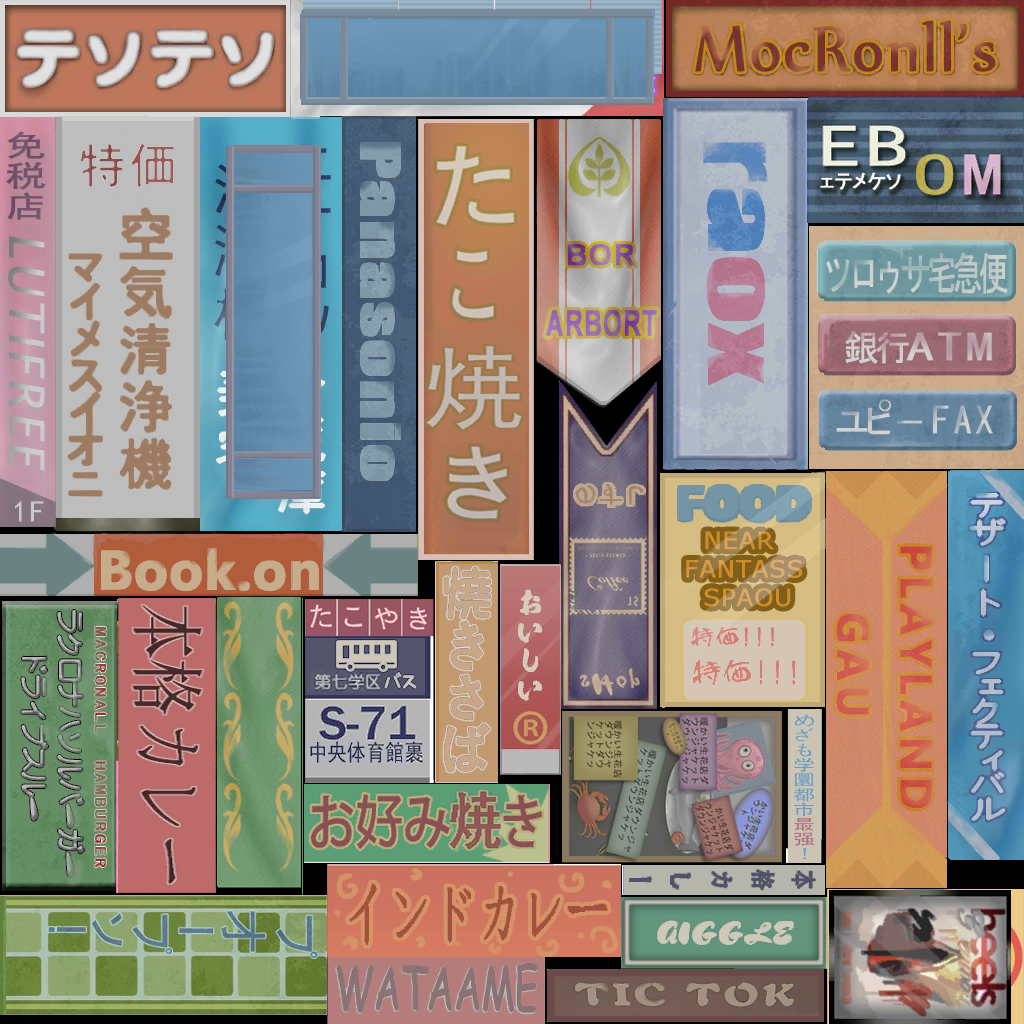 テソテソ
MocRonll's
免税店
LUTIFREE
1F
特価
空気清浄機
マイメスイオニ
Panasonio
たこ焼き
BOR
ARBORT
raox
EB
ェテメケソ
OM
ツロゥサ宅急便
銀行ATM
ユピーFAX
Book.on
ラクロナハソルバーガー
ドライブスルー
MACRONALL HAMBURGER
本格カレー
たこやき
第七学区バス
S-71
中央体育館裏
焼きさば
おいしい
®
Coffee
FOOD
NEAR
FANTASS
SPAOU
特価!!!
特価!!!
PLAYLAND
GAU
デザート・フェクティバル
お好み焼き
めざも学園都市最強!
本格カレー
インドカレー
WATAAME
プオープン!
GIGGLE
TIC TOK
heels